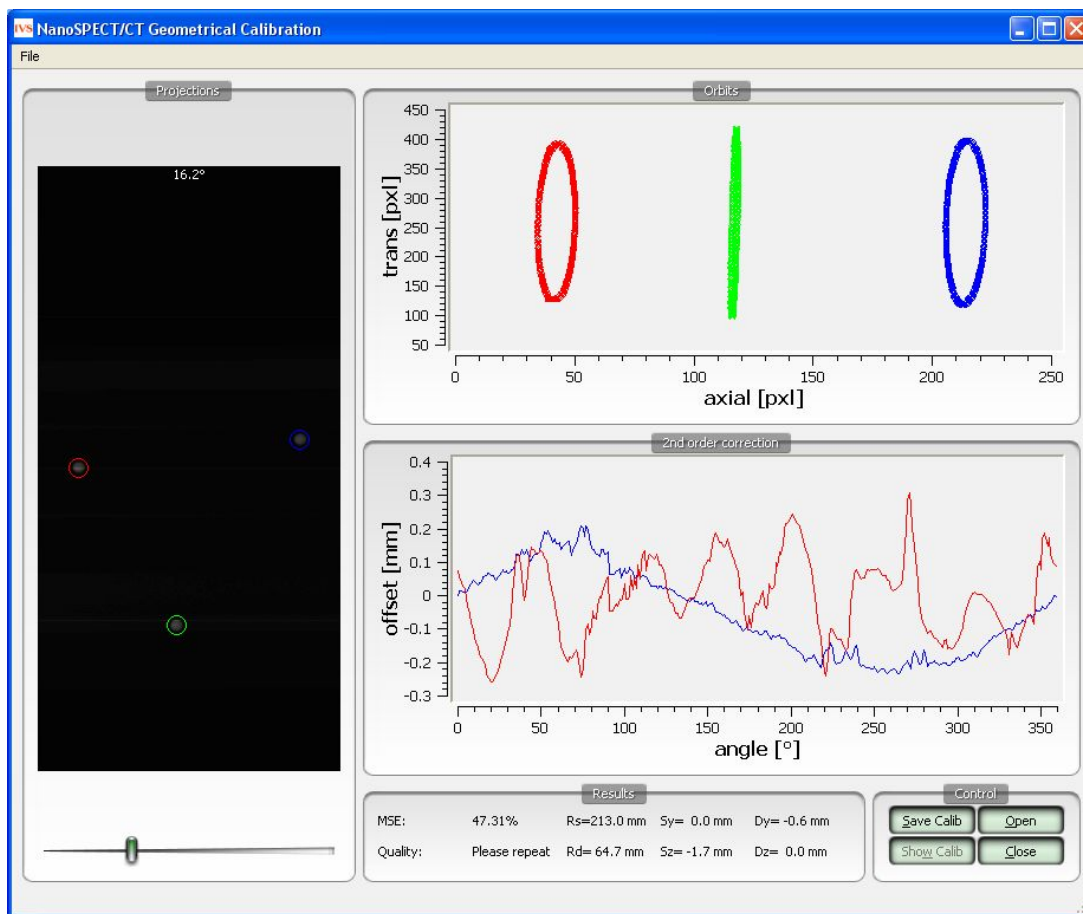 IVS NanoSPECT/CT Geometrical Calibration
File
Projections
16.2°
Orbits
450
400
350
300
250
200
150
100
50
trans [pxl]
0 50 100 150 200 250
axial [pxl]
2nd order correction
0.4
0.3
0.2
0.1
0
-0.1
-0.2
-0.3
offset [mm]
0 50 100 150 200 250 300 350
angle [°]
Results
MSE: 47.31% Rs=213.0 mm Sy= 0.0 mm Dy= -0.6 mm
Quality: Please repeat Rd= 64.7 mm Sz= -1.7 mm Dz= 0.0 mm
Control
Save Calib Open
Show Calib Close